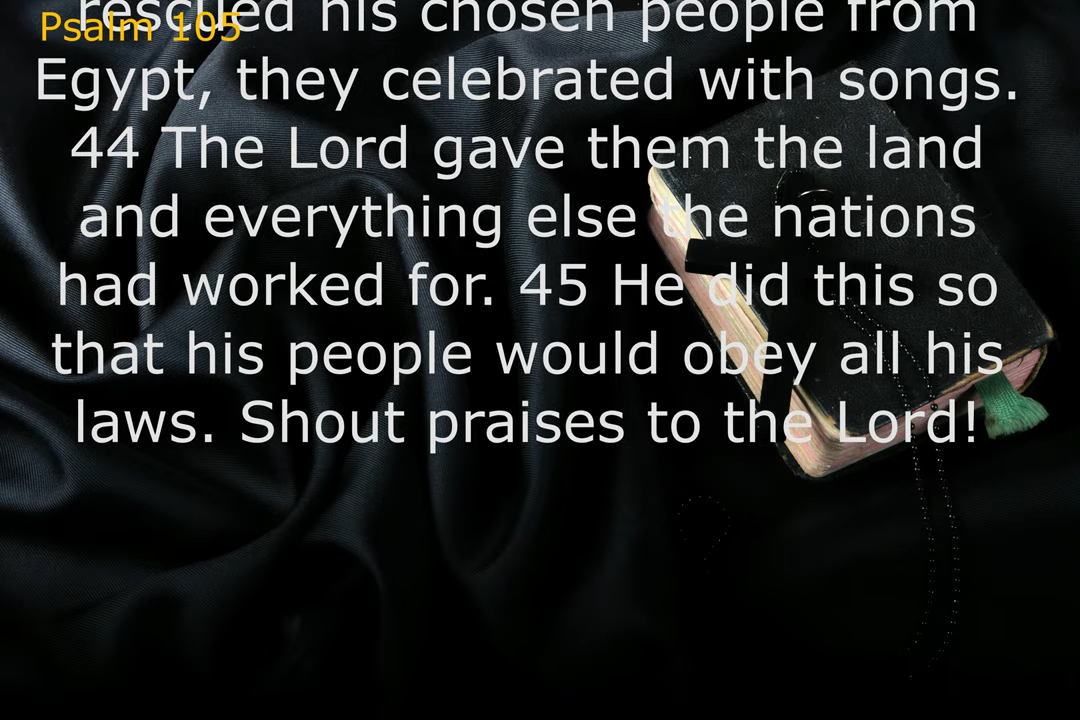 Psalm 105
rescued his chosen people from
Egypt, they celebrated with songs.
44 The Lord gave them the land
and everything else the nations
had worked for. 45 He did this so
that his people would obey all his
laws. Shout praises to the Lord!